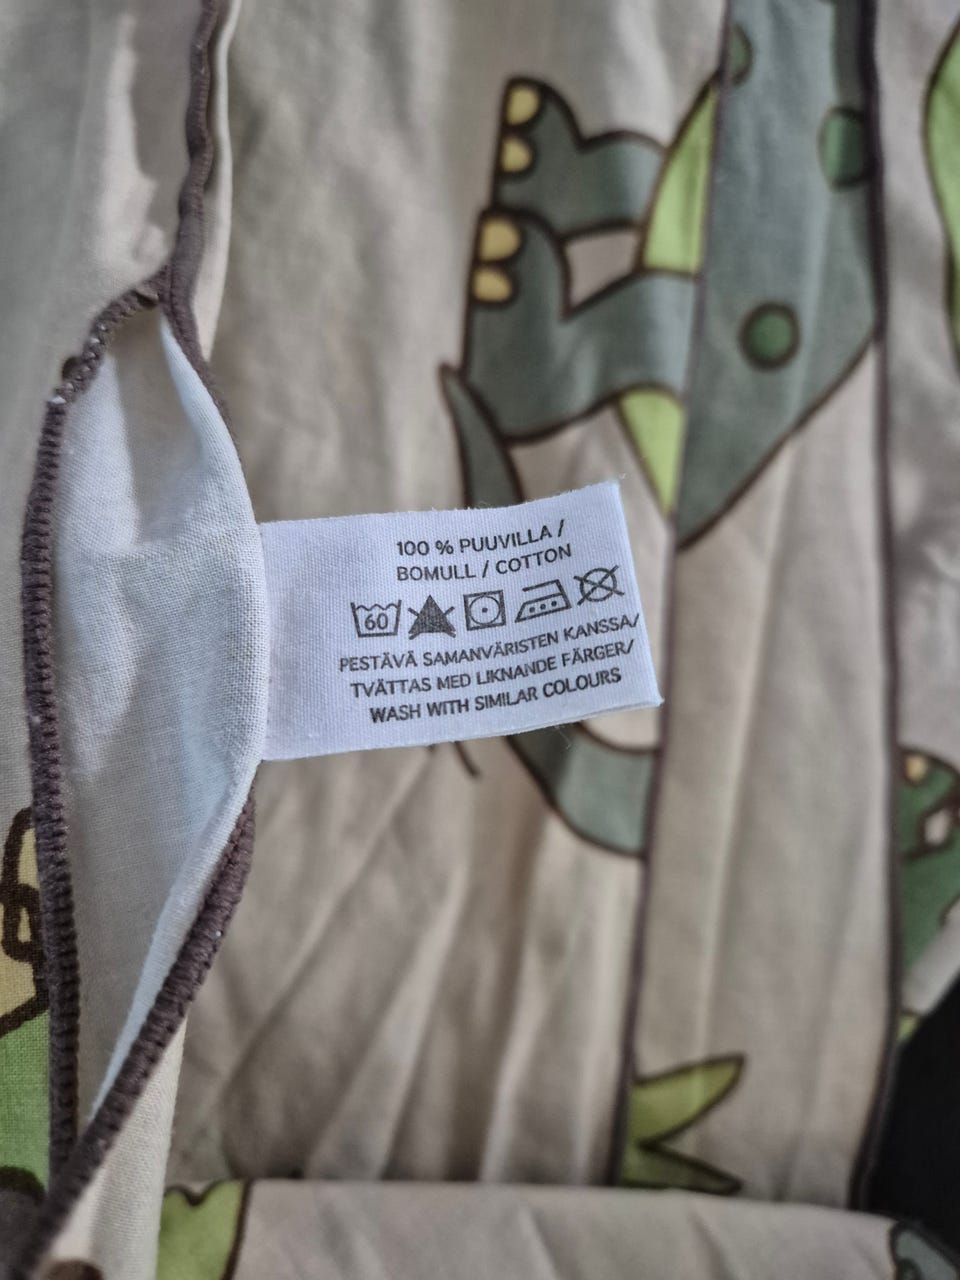 100 % PUUVILLA /
BOMULL / COTTON
60
PESTÄVÄ SAMANVÄRISTEN KANSSA/
TVÄTTAS MED LIKNANDE FÄRGER/
WASH WITH SIMILAR COLOURS